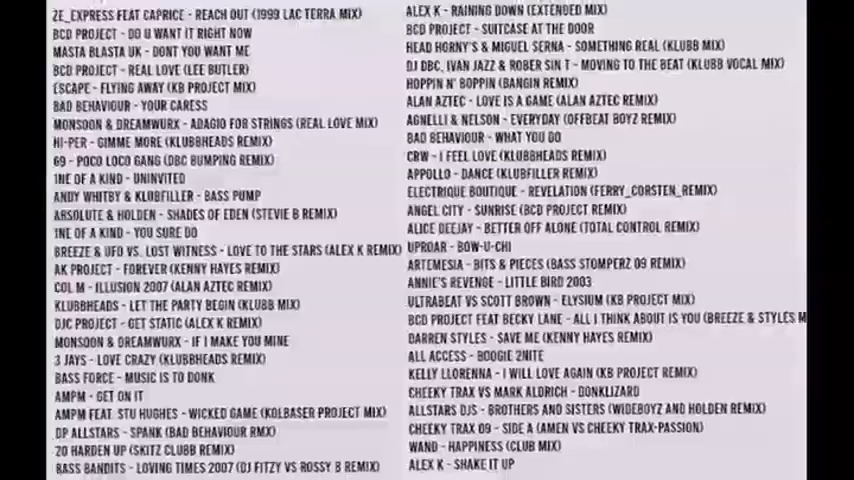 ZE_EXPRESS FEAT CAPRICE - REACH OUT (1999 LAC TERRA MIX)
BCD PROJECT - DO U WANT IT RIGHT NOW
MASTA BLASTA UK - DONT YOU WANT ME
BCD PROJECT - REAL LOVE (LEE BUTLER)
ESCAPE - FLYING AWAY (KB PROJECT MIX)
BAD BEHAVIOUR - YOUR CARESS
MONSOON & DREAMWURX - ADAGIO FOR STRINGS (REAL LOVE MIX)
HI-PER - GIMME MORE (KLUBBHEADS REMIX)
69 - POCO LOCO GANG (DBC BUMPING REMIX)
1NE OF A KIND - UNINVITED
ANDY WHITBY & KLUBFILLER - BASS PUMP
ABSOLUTE & HOLDEN - SHADES OF EDEN (STEVIE B REMIX)
1NE OF A KIND - YOU SURE DO
BREEZE & UFO VS. LOST WITNESS - LOVE TO THE STARS (ALEX K REMIX)
AK PROJECT - FOREVER (KENNY HAYES REMIX)
COL M - ILLUSION 2007 (ALAN AZTEC REMIX)
KLUBBHEADS - LET THE PARTY BEGIN (KLUBB MIX)
DJC PROJECT - GET STATIC (ALEX K REMIX)
MONSOON & DREAMWURX - IF I MAKE YOU MINE
3 JAYS - LOVE CRAZY (KLUBBHEADS REMIX)
BASS FORCE - MUSIC IS TO DONK
AMPM - GET ON IT
AMPM FEAT. STU HUGHES - WICKED GAME (KOLBASER PROJECT MIX)
DP ALLSTARS - SPANK (BAD BEHAVIOUR RMX)
20 HARDEN UP (SKITZ CLUBB REMIX)
BASS BANDITS - LOVING TIMES 2007 (DJ FITZY VS ROSSY B REMIX)
ALEX K - RAINING DOWN (EXTENDED MIX)
BCD PROJECT - SUITCASE AT THE DOOR
HEAD HORNY'S & MIGUEL SERNA - SOMETHING REAL (KLUBB MIX)
DJ DBC, IVAN JAZZ & ROBER SIN T - MOVING TO THE BEAT (KLUBB VOCAL MIX)
HOPPIN N' BOPPIN (BANGIN REMIX)
ALAN AZTEC - LOVE IS A GAME (ALAN AZTEC REMIX)
AGNELLI & NELSON - EVERYDAY (OFFBEAT BOYZ REMIX)
BAD BEHAVIOUR - WHAT YOU DO
CRW - I FEEL LOVE (KLUBBHEADS REMIX)
APPOLLO - DANCE (KLUBFILLER REMIX)
ELECTRIQUE BOUTIQUE - REVELATION (FERRY_CORSTEN_REMIX)
ANGEL CITY - SUNRISE (BCD PROJECT REMIX)
ALICE DEEJAY - BETTER OFF ALONE (TOTAL CONTROL REMIX)
UPROAR - BOW-U-CHI
ARTEMESIA - BITS & PIECES (BASS STOMPERZ 09 REMIX)
ANNIE'S REVENGE - LITTLE BIRD 2003
ULTRABEAT VS SCOTT BROWN - ELYSIUM (KB PROJECT MIX)
BCD PROJECT FEAT BECKY LANE - ALL I THINK ABOUT IS YOU (BREEZE & STYLES M
DARREN STYLES - SAVE ME (KENNY HAYES REMIX)
ALL ACCESS - BOOGIE 2NITE
KELLY LLORENNA - I WILL LOVE AGAIN (KB PROJECT REMIX)
CHEEKY TRAX VS MARK ALDRICH - DONKLIZARD
ALLSTARS DJS - BROTHERS AND SISTERS (WIDEBOYZ AND HOLDEN REMIX)
CHEEKY TRAX 09 - SIDE A (AMEN VS CHEEKY TRAX-PASSION)
WAND - HAPPINESS (CLUB MIX)
ALEX K - SHAKE IT UP